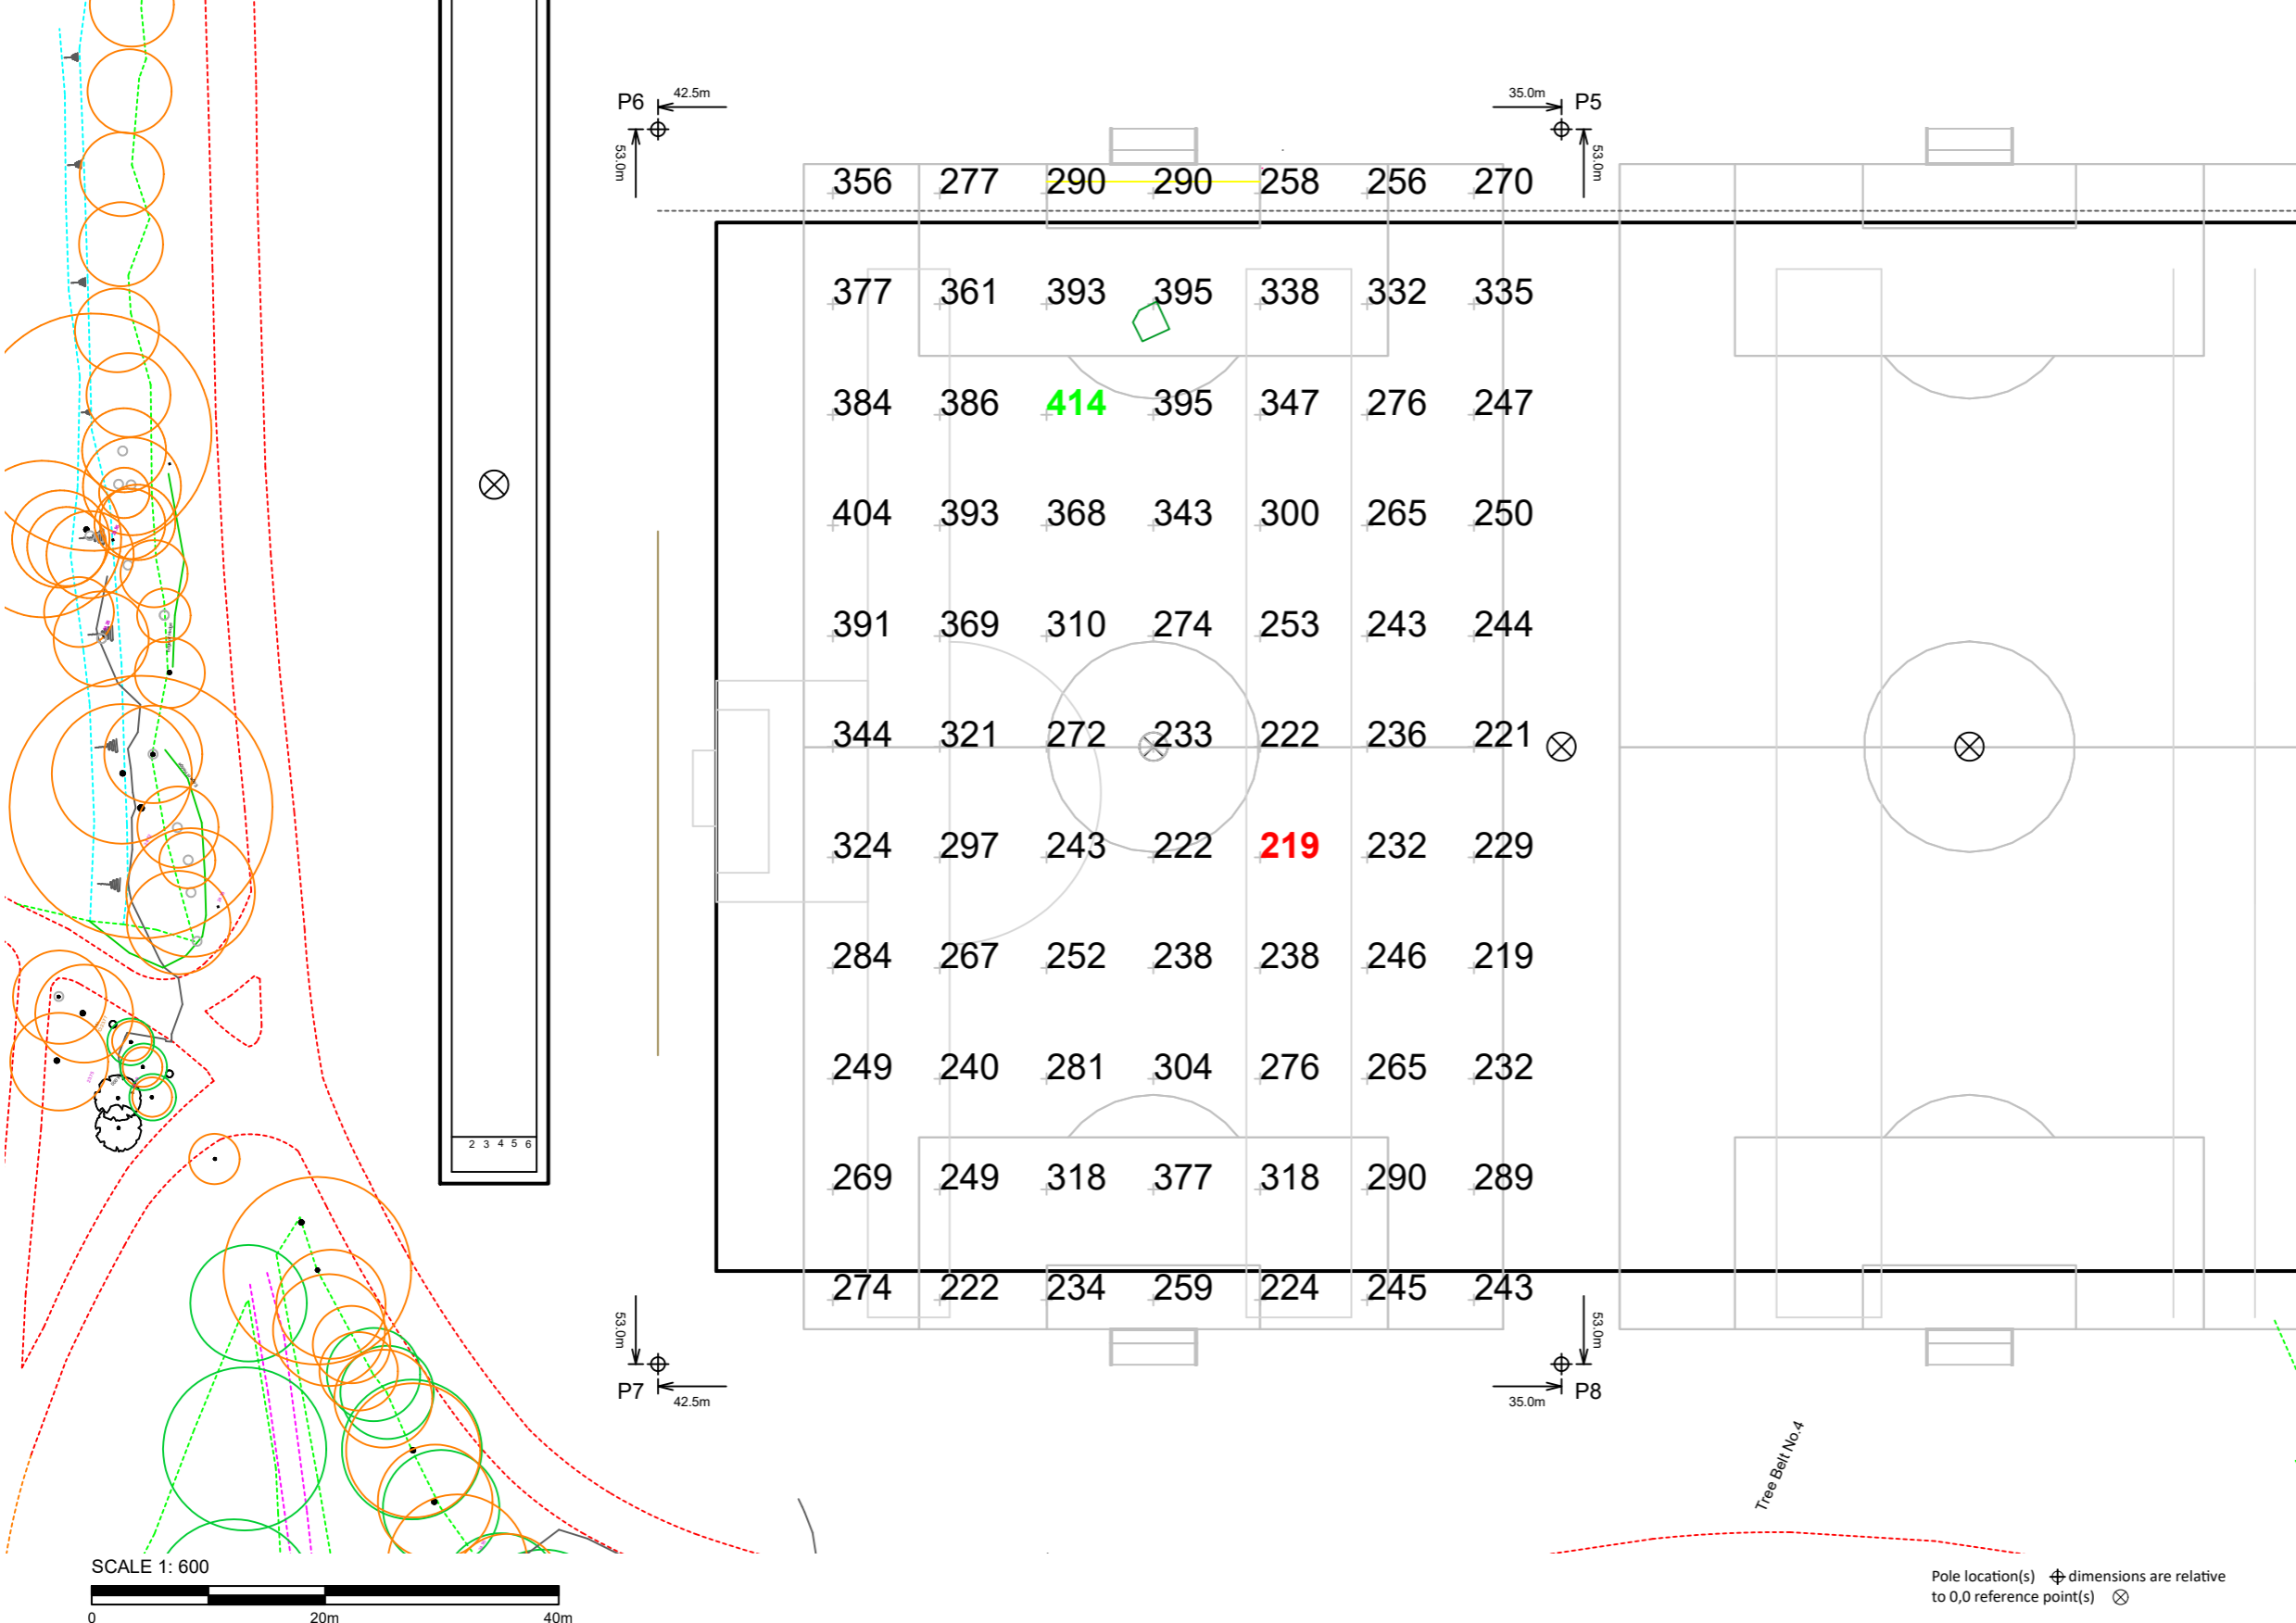 P6 42.5m 35.0m P5
53.0m 53.0m
356 277 290 290 258 256 270
377 361 393 395 338 332 335
384 386 414 395 347 276 247
404 393 368 343 300 265 250
391 369 310 274 253 243 244
344 321 272 233 222 236 221
324 297 243 222 219 232 229
284 267 252 238 238 246 219
249 240 281 304 276 265 232
2 3 4 5 6
269 249 318 377 318 290 289
274 222 234 259 224 245 243
53.0m 53.0m
P7 42.5m 35.0m P8
Tree Belt No.4
SCALE 1: 600
0 20m 40m
Pole location(s) dimensions are relative
to 0,0 reference point(s)